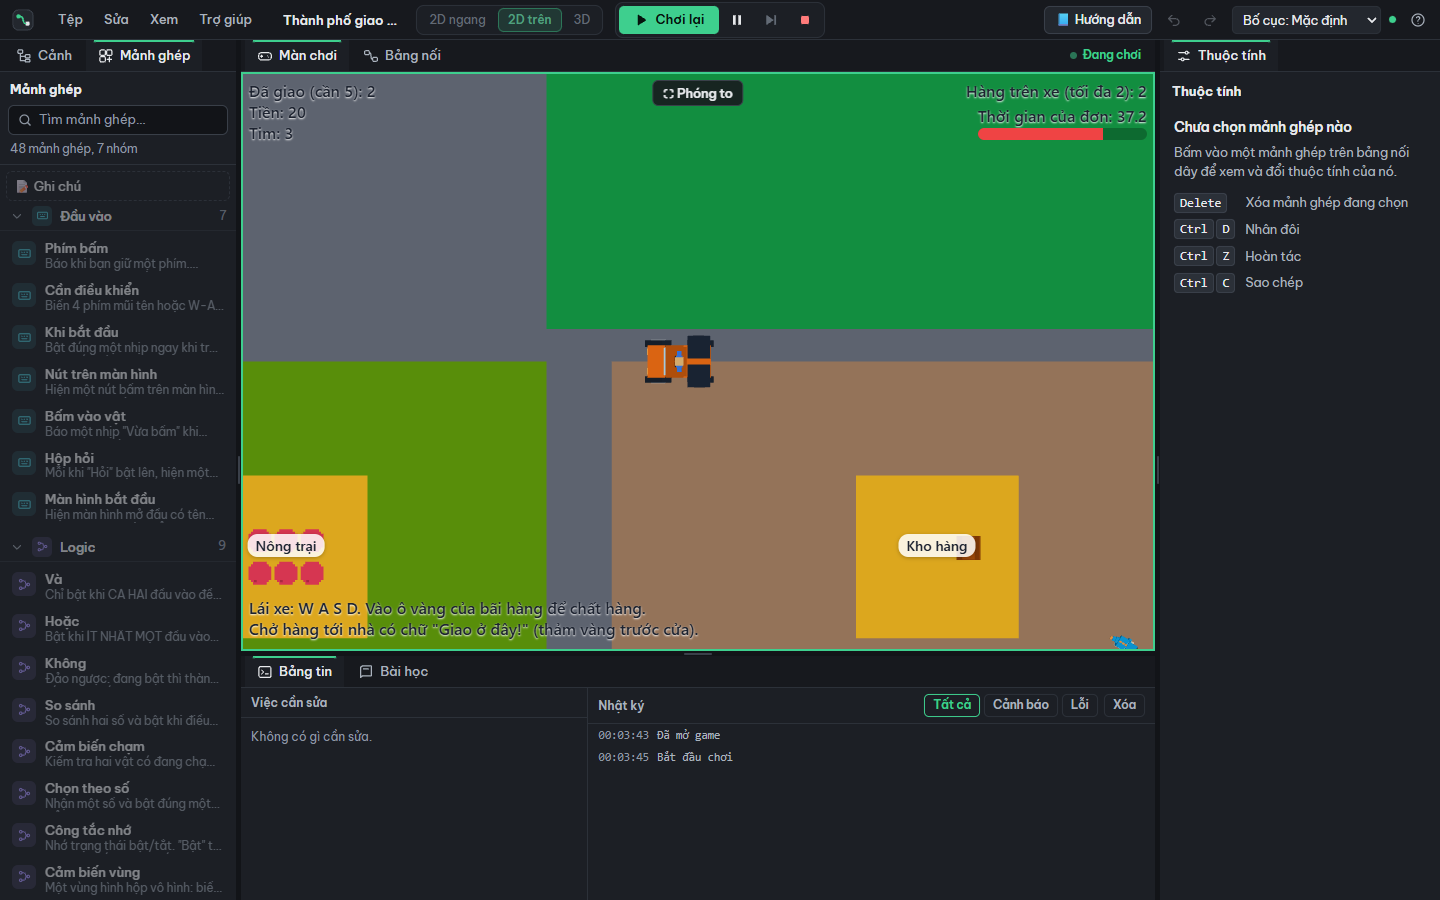 Tệp
Sửa
Xem
Trợ giúp
Thành phố giao ...
2D ngang
2D trên
3D
Chơi lại
Hướng dẫn
Bố cục: Mặc định
Cảnh
Mảnh ghép
Màn chơi
Bảng nối
Đang chơi
Thuộc tính
Mảnh ghép
Tìm mảnh ghép...
48 mảnh ghép, 7 nhóm
Ghi chú
Đầu vào 7
Phím bấm
Báo khi bạn giữ một phím....
Cần điều khiển
Biến 4 phím mũi tên hoặc W-A...
Khi bắt đầu
Bật đúng một nhịp ngay khi tr...
Nút trên màn hình
Hiện một nút bấm trên màn hìn...
Bấm vào vật
Báo một nhịp "Vừa bấm" khi...
Hộp hỏi
Mỗi khi "Hỏi" bật lên, hiện một...
Màn hình bắt đầu
Hiện màn hình mở đầu có tên...
Logic 9
Và
Chỉ bật khi CẢ HAI đầu vào đề...
Hoặc
Bật khi ÍT NHẤT MỘT đầu vào...
Không
Đảo ngược: đang bật thì thàn...
So sánh
So sánh hai số và bật khi điều...
Cảm biến chạm
Kiểm tra hai vật có đang chạ...
Chọn theo số
Nhận một số và bật đúng một...
Công tắc nhớ
Nhớ trạng thái bật/tắt. "Bật" t...
Cảm biến vùng
Một vùng hình hộp vô hình: biế...
Đã giao (cần 5): 2
Tiền: 20
Tim: 3
Phóng to
Hàng trên xe (tối đa 2): 2
Thời gian của đơn: 37.2
Nông trại
Kho hàng
Lái xe: W A S D. Vào ô vàng của bãi hàng để chất hàng.
Chở hàng tới nhà có chữ "Giao ở đây!" (thảm vàng trước cửa).
Bảng tin
Bài học
Việc cần sửa
Không có gì cần sửa.
Nhật ký
Tất cả
Cảnh báo
Lỗi
Xóa
00:03:43 Đã mở game
00:03:45 Bắt đầu chơi
Thuộc tính
Chưa chọn mảnh ghép nào
Bấm vào một mảnh ghép trên bảng nối
dây để xem và đổi thuộc tính của nó.
Delete Xóa mảnh ghép đang chọn
Ctrl D Nhân đôi
Ctrl Z Hoàn tác
Ctrl C Sao chép